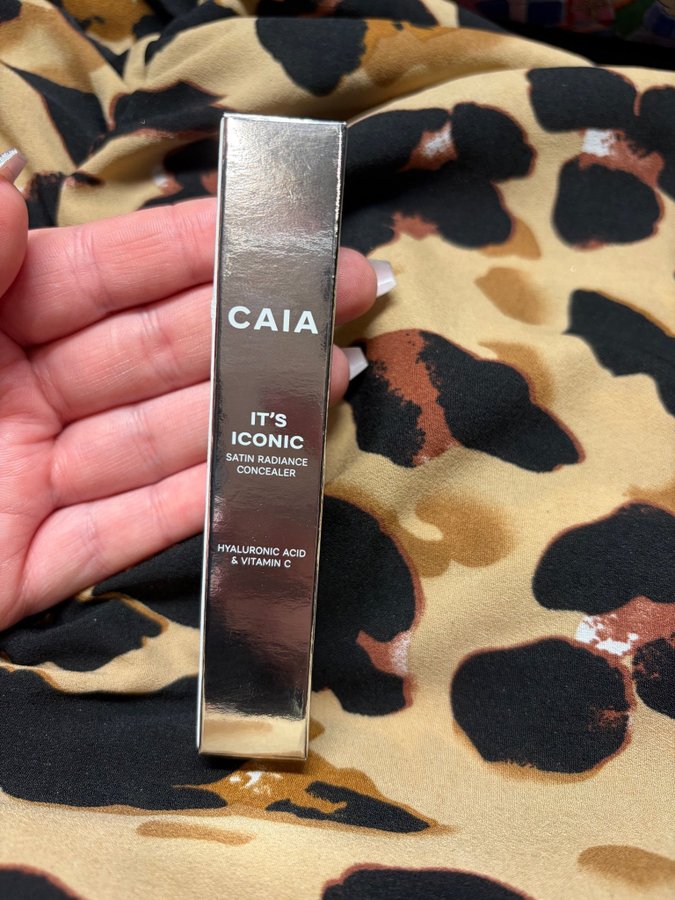 CAIA
IT'S
ICONIC
SATIN RADIANCE
CONCEALER
HYALURONIC ACID
& VITAMIN C